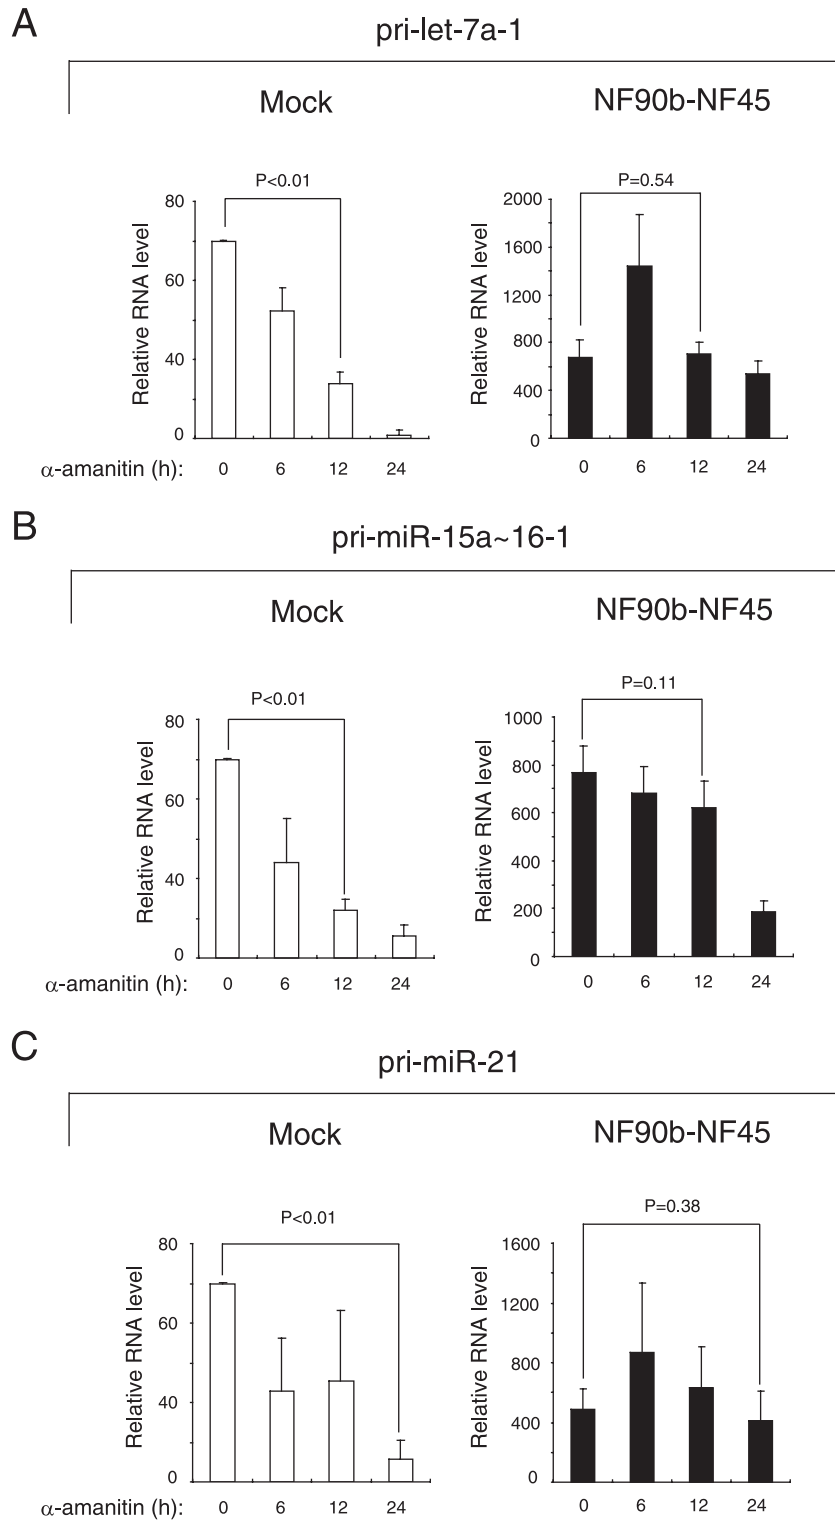 A
pri-let-7a-1
Mock
NF90b-NF45
P<0.01
P=0.54
Relative RNA level
80
60
40
0
Relative RNA level
2000
1600
1200
800
400
0
α-amanitin (h): 0 6 12 24
0 6 12 24
B
pri-miR-15a~16-1
Mock
NF90b-NF45
P<0.01
P=0.11
Relative RNA level
80
60
40
0
Relative RNA level
1000
800
600
400
200
0
α-amanitin (h): 0 6 12 24
0 6 12 24
C
pri-miR-21
Mock
NF90b-NF45
P<0.01
P=0.38
Relative RNA level
80
60
40
0
Relative RNA level
1600
1200
800
400
0
α-amanitin (h): 0 6 12 24
0 6 12 24